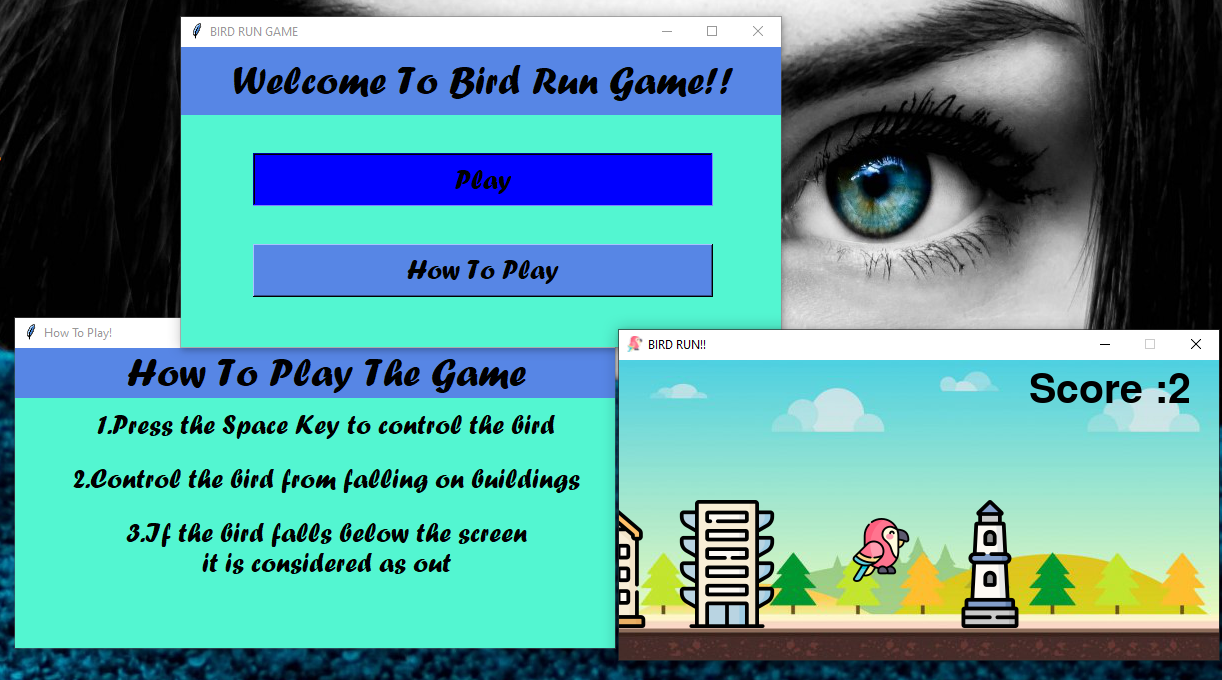 BIRD RUN GAME
Welcome To Bird Run Game!!
Play
How To Play
How To Play!
How To Play The Game
1.Press the Space Key to control the bird
2.Control the bird from falling on buildings
3.If the bird falls below the screen
it is considered as out
BIRD RUN!!
Score :2